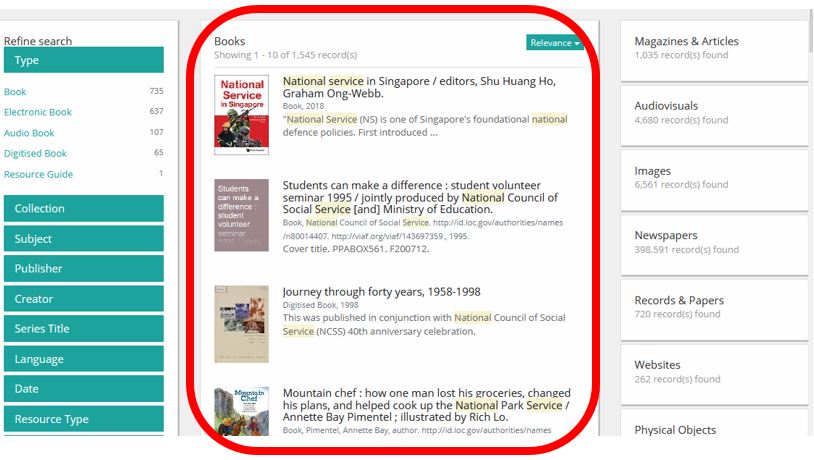 Refine search
Type
Book 735
Electronic Book 637
Audio Book 107
Digitised Book 65
Resource Guide 1
Collection
Subject
Publisher
Creator
Series Title
Language
Date
Resource Type
Books
Relevance
Showing 1 - 10 of 1,545 record(s)
National
Service
in Singapore
National service in Singapore / editors, Shu Huang Ho,
Graham Ong-Webb.
Book, 2018
"National Service (NS) is one of Singapore's foundational national
defence policies. First introduced ...
Students
can make a
difference :
student
volunteer
seminar
1995 / jointly
Students can make a difference : student volunteer
seminar 1995 / jointly produced by National Council of
Social Service [and] Ministry of Education.
Book, National Council of Social Service. http://id.loc.gov/authorities/names
/n80014407. http://viaf.org/viaf/143697359., 1995.
Cover title. PPABOX561. F200712.
Journey through forty years, 1958-1998
Digitised Book, 1998
This was published in conjunction with National Council of Social
Service (NCSS) 40th anniversary celebration.
Mountain
Chef
Mountain chef : how one man lost his groceries, changed
his plans, and helped cook up the National Park Service /
Annette Bay Pimentel ; illustrated by Rich Lo.
Book, Pimentel, Annette Bay, author. http://id.loc.gov/authorities/names
Magazines & Articles
1,035 record(s) found
Audiovisuals
4,680 record(s) found
Images
6,561 record(s) found
Newspapers
398,591 record(s) found
Records & Papers
720 record(s) found
Websites
262 record(s) found
Physical Objects